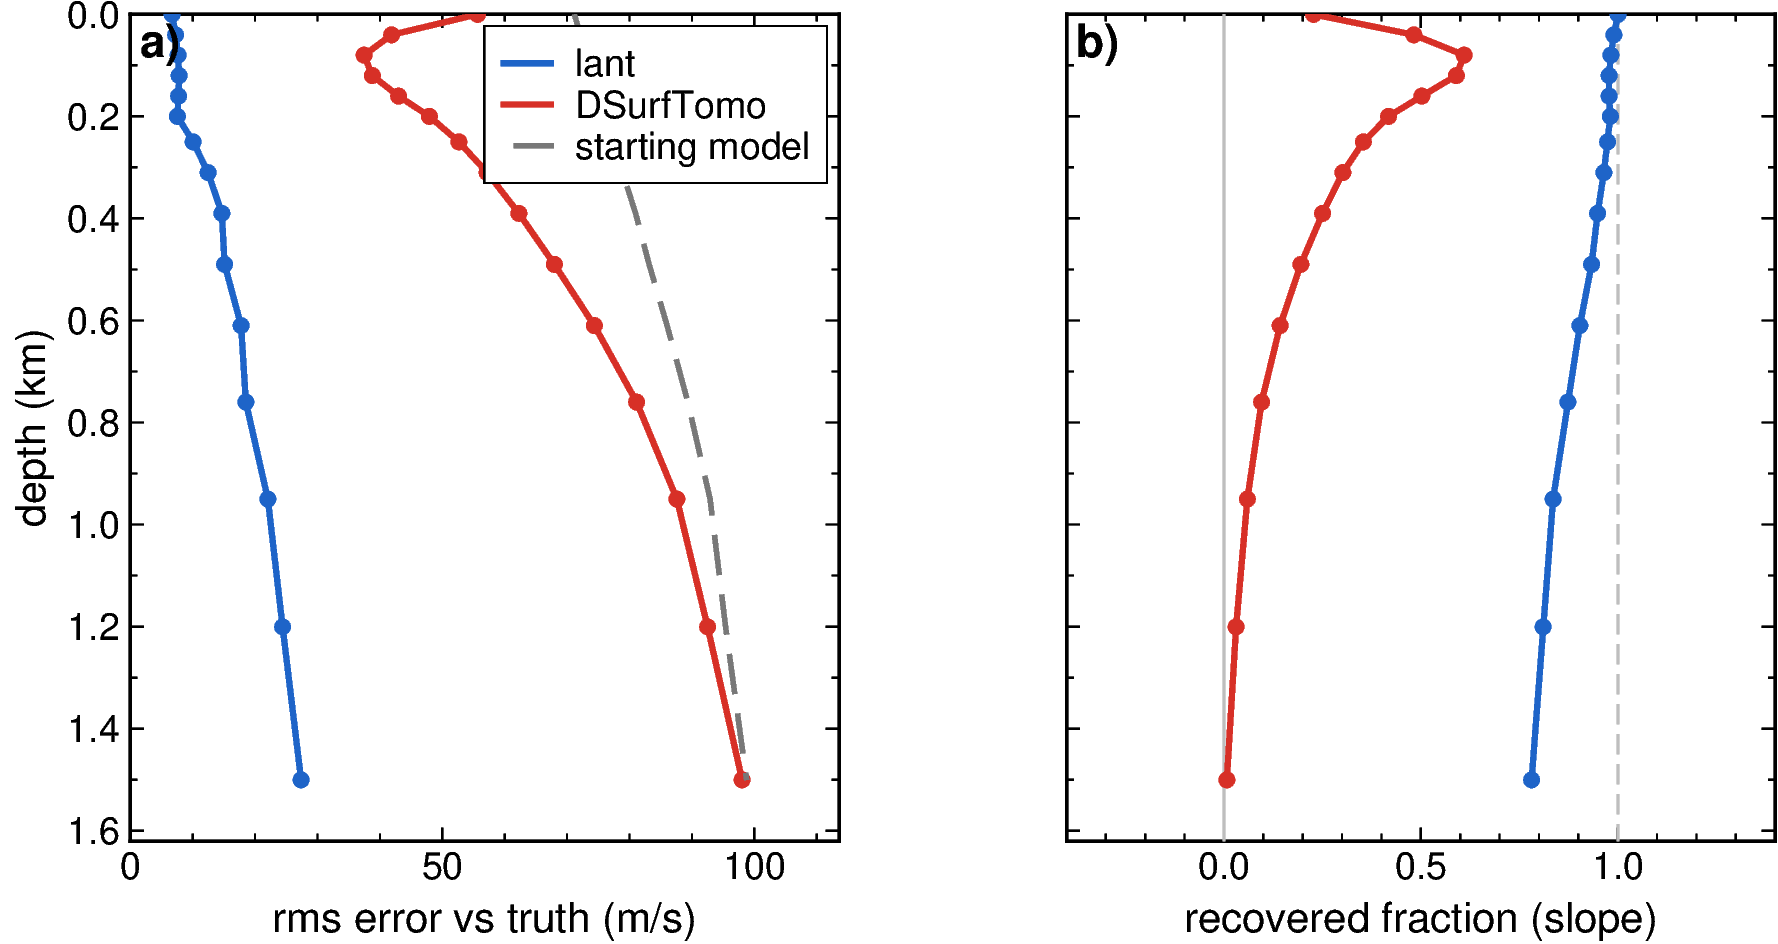 a)
lant
DSurfTomo
starting model
0.0
0.2
0.4
0.6
0.8
1.0
1.2
1.4
1.6
depth (km)
0 50 100
rms error vs truth (m/s)
b)
0.0 0.5 1.0
recovered fraction (slope)